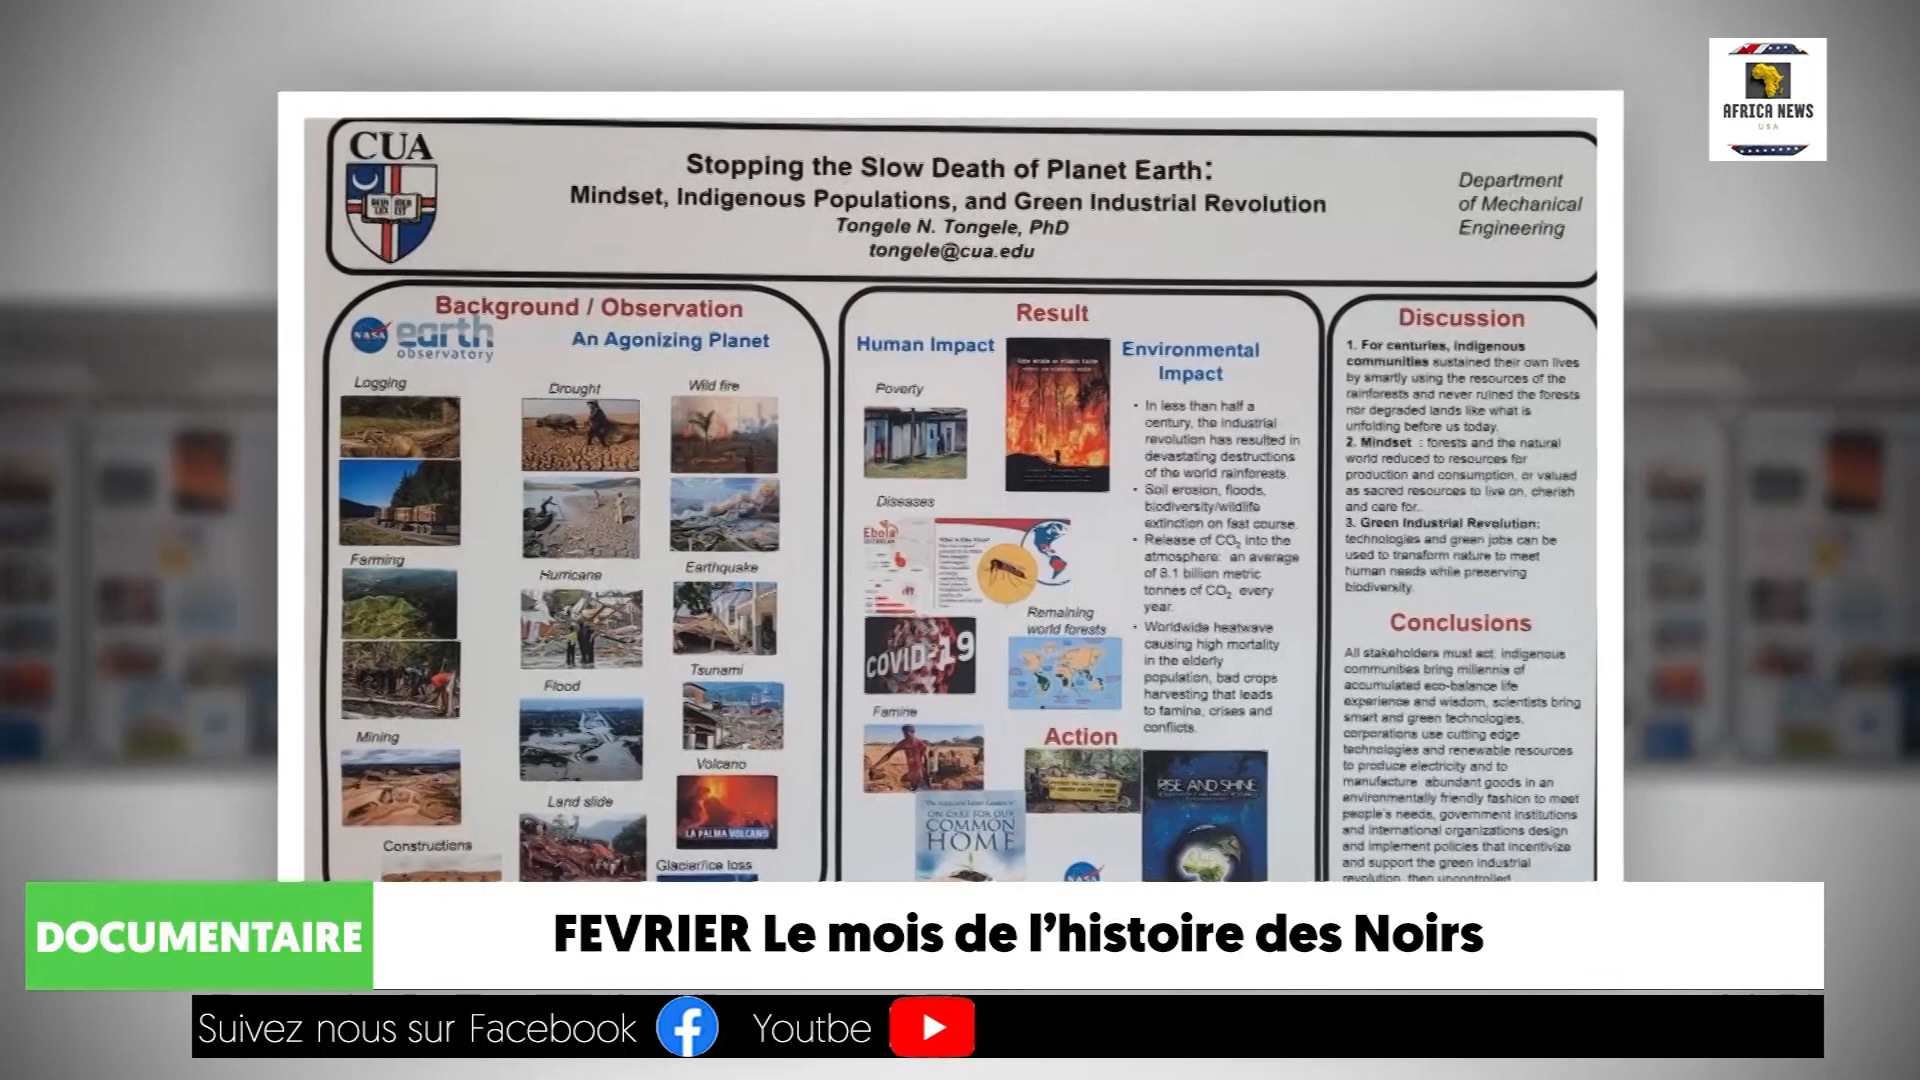 AFRICA NEWS
USA
CUA
Stopping the Slow Death of Planet Earth:
Mindset, Indigenous Populations, and Green Industrial Revolution
Tongele N. Tongele, PhD
tongele@cua.edu
Department
of Mechanical
Engineering
Background / Observation
NASA
earth
observatory
An Agonizing Planet
Logging
Drought
Wild fire
Farming
Hurricane
Earthquake
Tsunami
Flood
Mining
Volcano
LA PALMA VOLCANO
Land slide
Constructions
Glacier/ice loss
Result
Human Impact
Poverty
Diseases
Ebola
COVID-19
Famine
Remaining
world forests
Environmental
Impact
• In less than half a
century, the industrial
revolution has resulted in
devastating destructions
of the world rainforests.
• Soil erosion, floods,
biodiversity/wildlife
extinction on fast course.
• Release of CO₂ into the
atmosphere: an average
of 8.1 billion metric
tonnes of CO₂ every
year.
• Worldwide heatwave
causing high mortality
in the elderly
population, bad crops
harvesting that leads
to famine, crises and
conflicts.
Action
ON CARE FOR OUR
COMMON
HOME
RISE AND SHINE
NASA
Discussion
1. For centuries, indigenous
communities sustained their own lives
by smartly using the resources of the
rainforests and never ruined the forests
nor degraded lands like what is
unfolding before us today.
2. Mindset : forests and the natural
world reduced to resources for
production and consumption, or valued
as sacred resources to live on, cherish
and care for..
3. Green Industrial Revolution:
technologies and green jobs can be
used to transform nature to meet
human needs while preserving
biodiversity.
Conclusions
All stakeholders must act: indigenous
communities bring millennia of
accumulated eco-balance life
experience and wisdom, scientists bring
smart and green technologies,
corporations use cutting edge
technologies and renewable resources
to produce electricity and to
manufacture abundant goods in an
environmentally friendly fashion to meet
people's needs, government institutions
and international organizations design
and implement policies that incentivize
and support the green industrial
revolution, then uncontrolled
DOCUMENTAIRE
FEVRIER Le mois de l'histoire des Noirs
Suivez nous sur Facebook
Youtbe